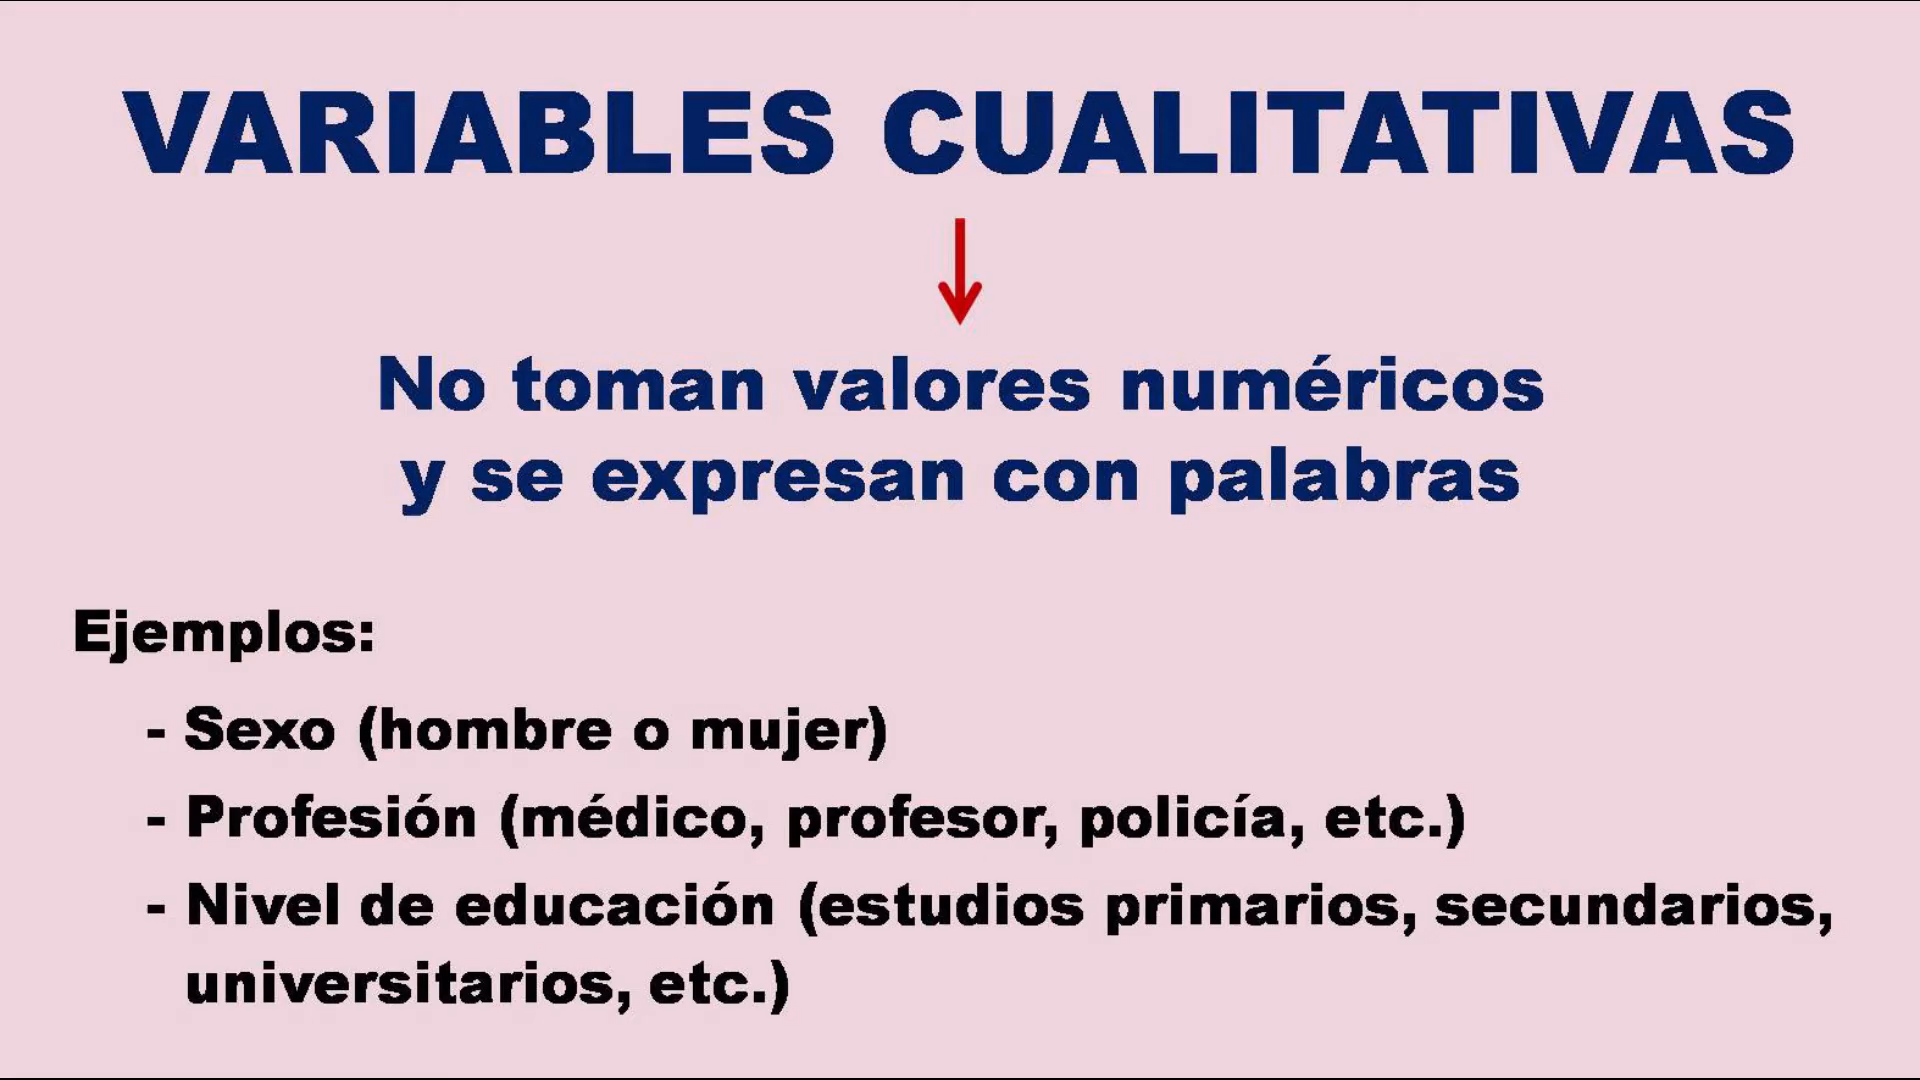 VARIABLES CUALITATIVAS
No toman valores numéricos
y se expresan con palabras
Ejemplos:
- Sexo (hombre o mujer)
- Profesión (médico, profesor, policía, etc.)
- Nivel de educación (estudios primarios, secundarios,
universitarios, etc.)